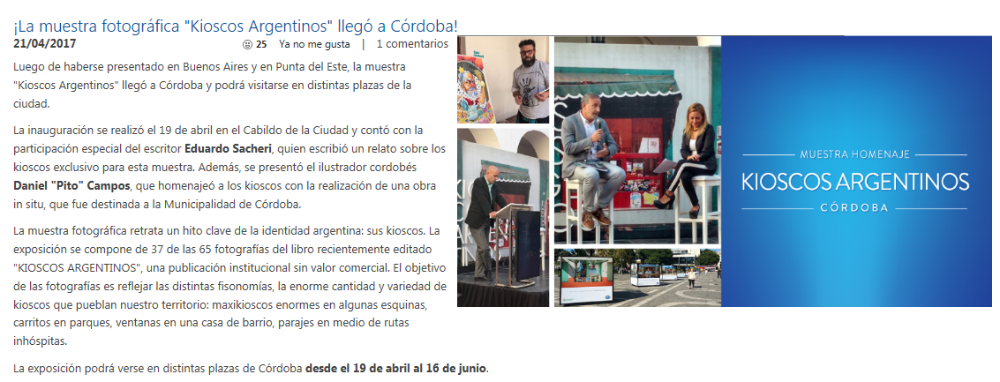 ¡La muestra fotográfica "Kioscos Argentinos" llegó a Córdoba!
21/04/2017
25 Ya no me gusta | 1 comentarios
Luego de haberse presentado en Buenos Aires y en Punta del Este, la muestra
"Kioscos Argentinos" llegó a Córdoba y podrá visitarse en distintas plazas de la
ciudad.
La inauguración se realizó el 19 de abril en el Cabildo de la Ciudad y contó con la
participación especial del escritor Eduardo Sacheri, quien escribió un relato sobre los
kioscos exclusivo para esta muestra. Además, se presentó el ilustrador cordobés
Daniel "Pito" Campos, que homenajeó a los kioscos con la realización de una obra
in situ, que fue destinada a la Municipalidad de Córdoba.
La muestra fotográfica retrata un hito clave de la identidad argentina: sus kioscos. La
exposición se compone de 37 de las 65 fotografías del libro recientemente editado
"KIOSCOS ARGENTINOS", una publicación institucional sin valor comercial. El objetivo
de las fotografías es reflejar las distintas fisonomías, la enorme cantidad y variedad de
kioscos que pueblan nuestro territorio: maxikioscos enormes en algunas esquinas,
carritos en parques, ventanas en una casa de barrio, parajes en medio de rutas
inhóspitas.
La exposición podrá verse en distintas plazas de Córdoba desde el 19 de abril al 16 de junio.
MUESTRA HOMENAJE
KIOSCOS ARGENTINOS
CÓRDOBA